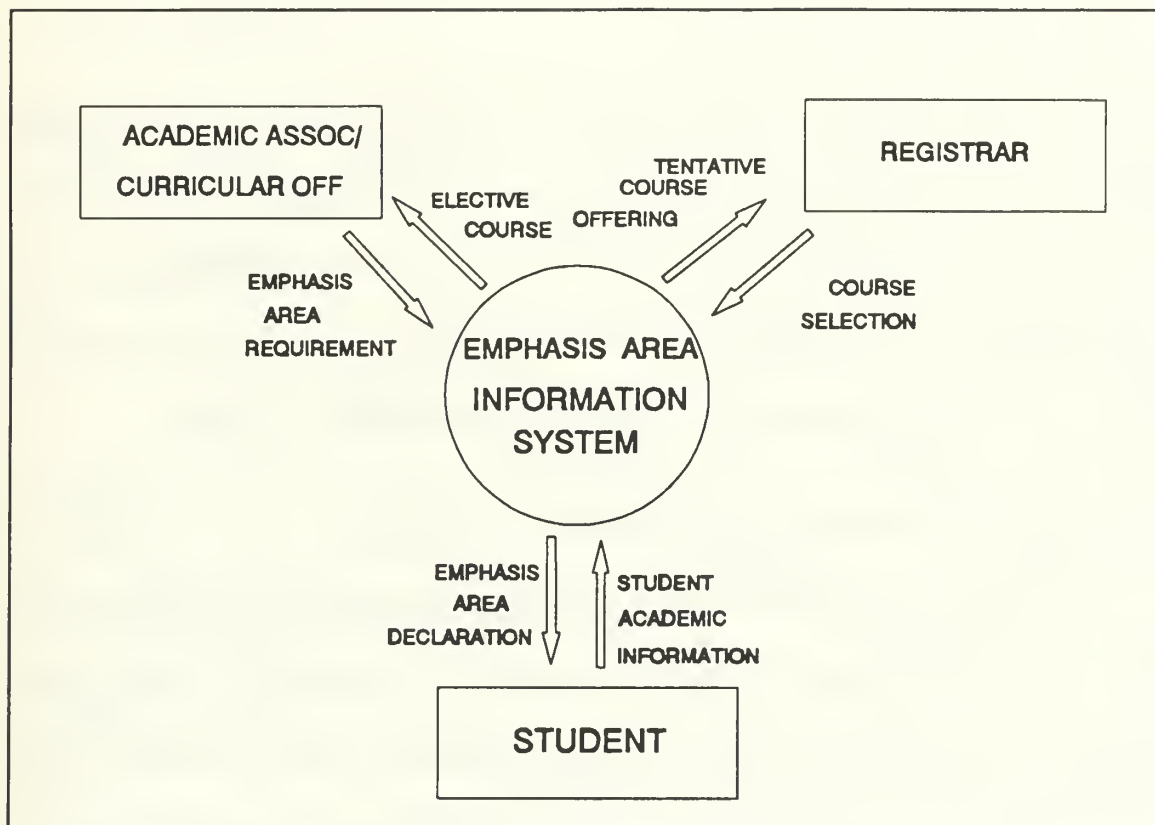 ACADEMIC ASSOC/
CURRICULAR OFF
REGISTRAR
ELECTIVE
COURSE
TENTATIVE
COURSE
OFFERING
EMPHASIS
AREA
REQUIREMENT
COURSE
SELECTION
EMPHASIS AREA
INFORMATION
SYSTEM
EMPHASIS
AREA
DECLARATION
STUDENT
ACADEMIC
INFORMATION
STUDENT